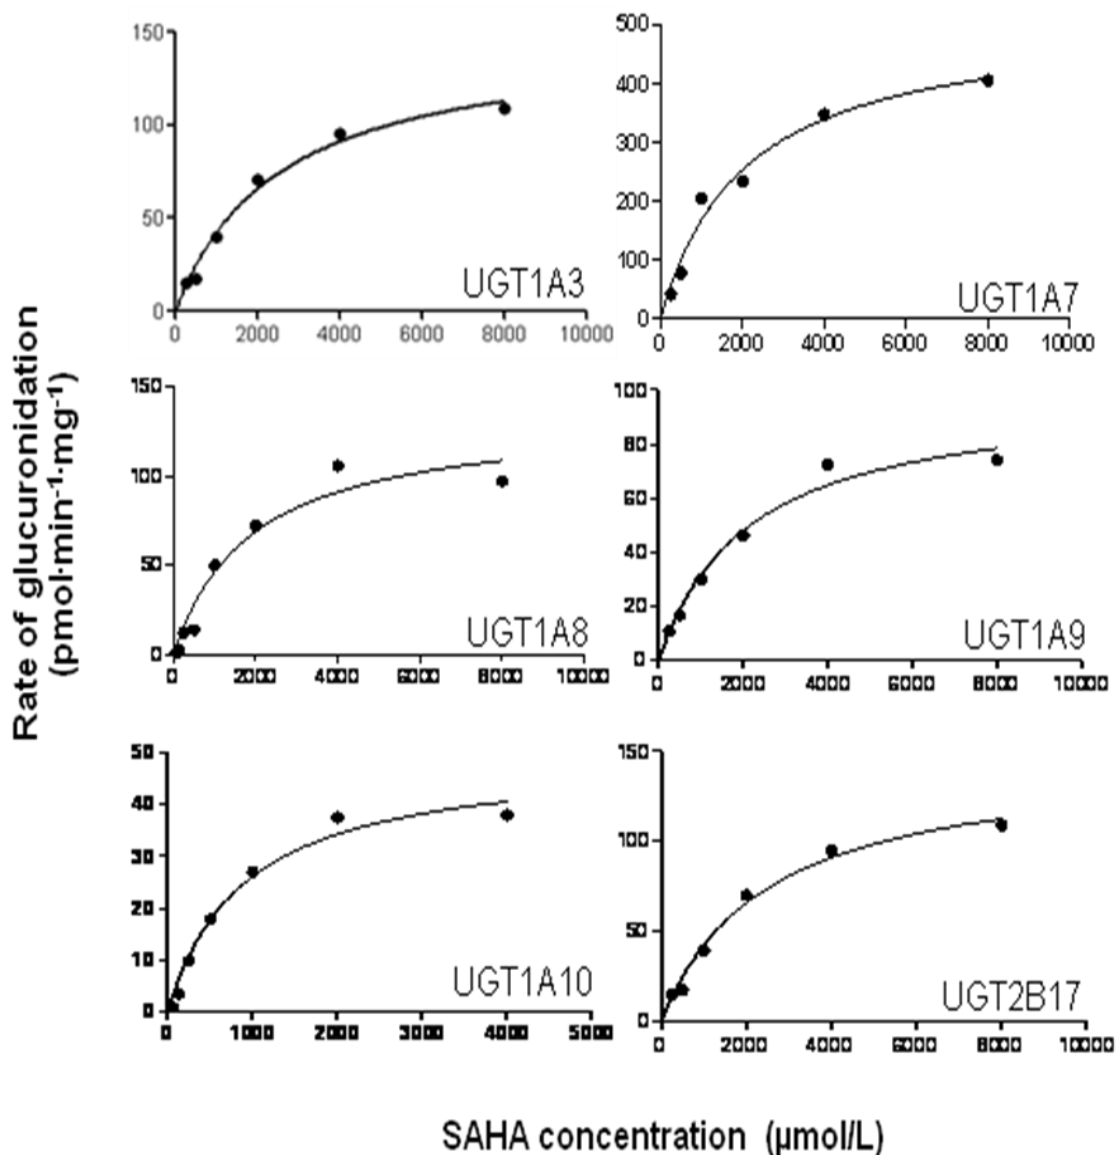 Rate of glucuronidation
(pmol·min⁻¹·mg⁻¹)
150
100
50
0
0 2000 4000 6000 8000 10000
UGT1A3
500
400
300
200
100
0
0 2000 4000 6000 8000 10000
UGT1A7
150
100
50
0
0 2000 4000 6000 8000 10000
UGT1A8
100
80
60
40
20
0
0 2000 4000 6000 8000 10000
UGT1A9
50
40
30
20
10
0
0 1000 2000 3000 4000 5000
UGT1A10
150
100
50
0
0 2000 4000 6000 8000 10000
UGT2B17
SAHA concentration (µmol/L)